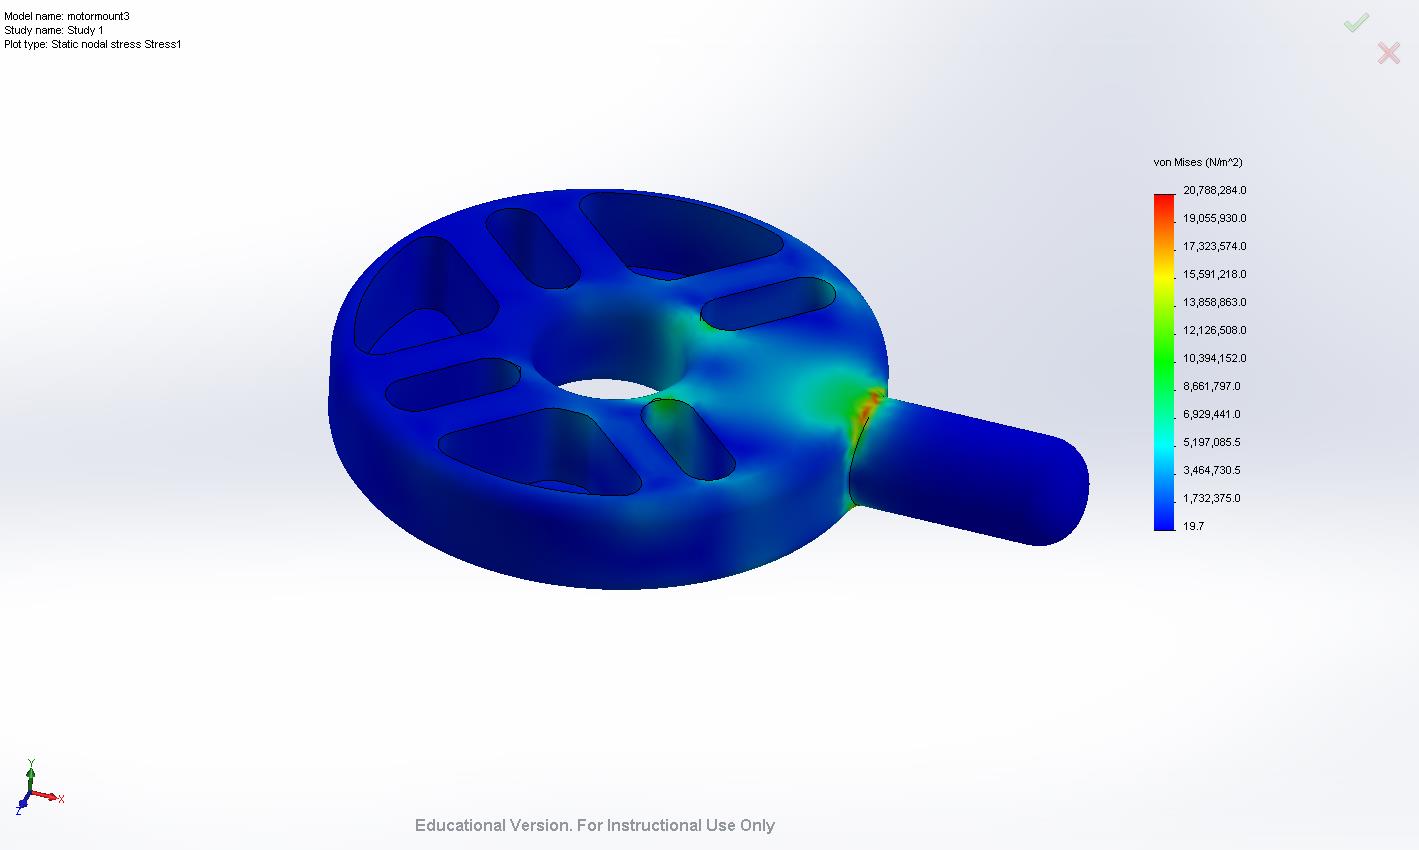 Model name: motormount3
Study name: Study 1
Plot type: Static nodal stress Stress1
von Mises (N/m^2)
20,788,284.0
19,055,930.0
17,323,574.0
15,591,218.0
13,858,863.0
12,126,508.0
10,394,152.0
8,661,797.0
6,929,441.0
5,197,085.5
3,464,730.5
1,732,375.0
19.7
Y
X
Z
Educational Version. For Instructional Use Only